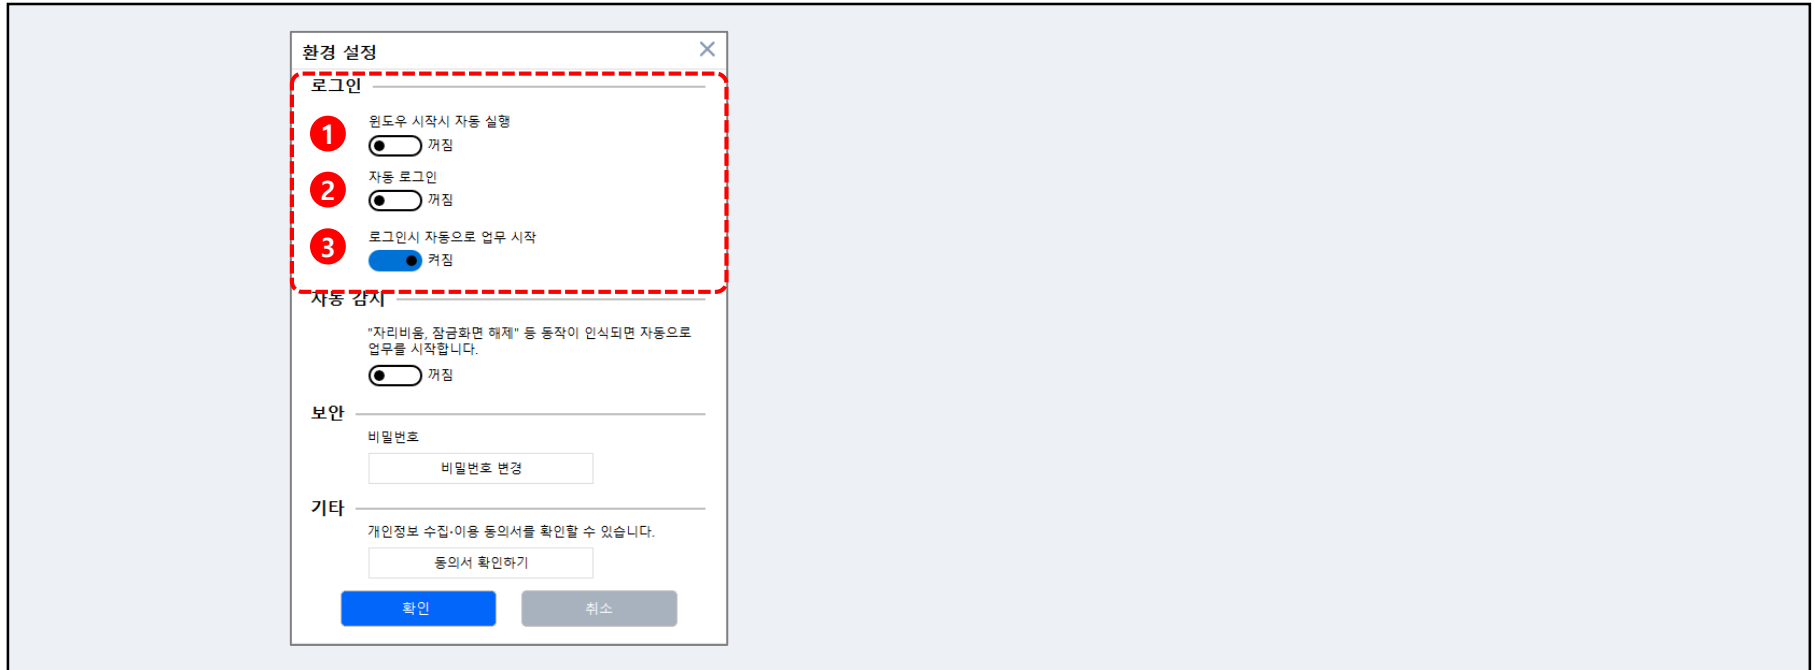 환경 설정
로그인
1
윈도우 시작시 자동 실행
꺼짐
2
자동 로그인
꺼짐
3
로그인시 자동으로 업무 시작
켜짐
자동 감지
"자리비움, 잠금화면 해제" 등 동작이 인식되면 자동으로
업무를 시작합니다.
꺼짐
보안
비밀번호
비밀번호 변경
기타
개인정보 수집·이용 동의서를 확인할 수 있습니다.
동의서 확인하기
확인
취소